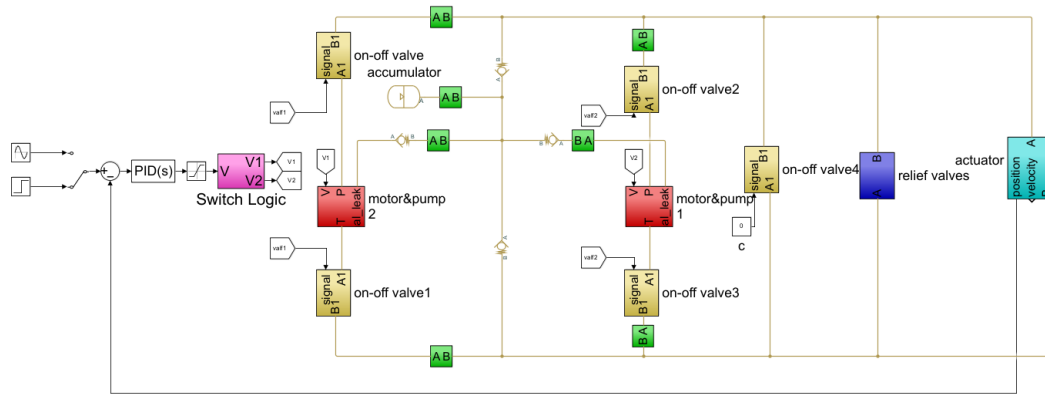 A B
signal
B1
A1
on-off valve
accumulator
valf1
A
A B
B
A
A B
signal
B1
A1
on-off valve2
valf2
PID(s)
V
V1
V2
Switch Logic
V1
V2
V1
A
B
A B
B
A
B A
V2
V
P
T
al_leak
motor&pump
2
V
P
T
al_leak
motor&pump
1
signal
B1
A1
on-off valve4
0
c
B
A
relief valves
actuator
A
position
velocity
valf1
signal
A1
B1
on-off valve1
A
B
valf2
signal
A1
B1
on-off valve3
B A
A B